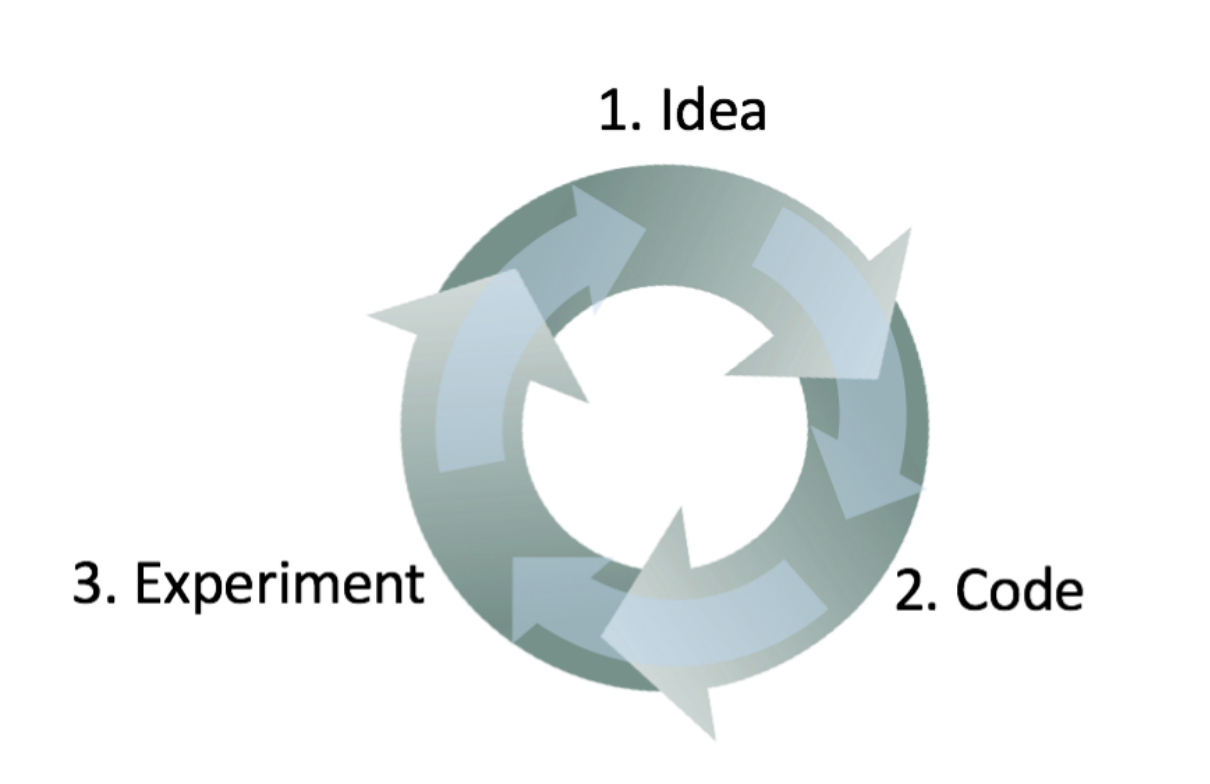 1. Idea
2. Code
3. Experiment